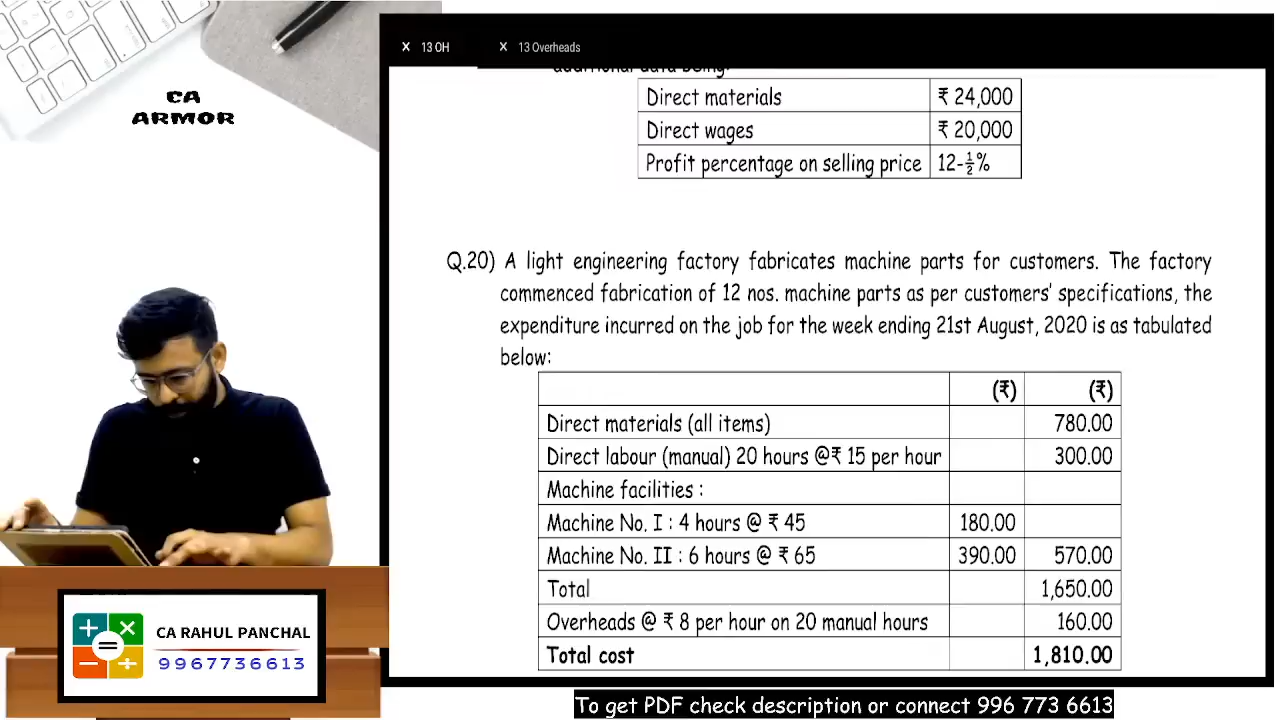 CA
ARMOR
× 13 OH × 13 Overheads
additional data being:
Direct materials ₹ 24,000
Direct wages ₹ 20,000
Profit percentage on selling price 12-½%
Q.20) A light engineering factory fabricates machine parts for customers. The factory
commenced fabrication of 12 nos. machine parts as per customers' specifications, the
expenditure incurred on the job for the week ending 21st August, 2020 is as tabulated
below:
(₹) (₹)
Direct materials (all items) 780.00
Direct labour (manual) 20 hours @₹ 15 per hour 300.00
Machine facilities :
Machine No. I : 4 hours @ ₹ 45 180.00
Machine No. II : 6 hours @ ₹ 65 390.00 570.00
Total 1,650.00
Overheads @ ₹ 8 per hour on 20 manual hours 160.00
Total cost 1,810.00
CA RAHUL PANCHAL
9967736613
To get PDF check description or connect 996 773 6613